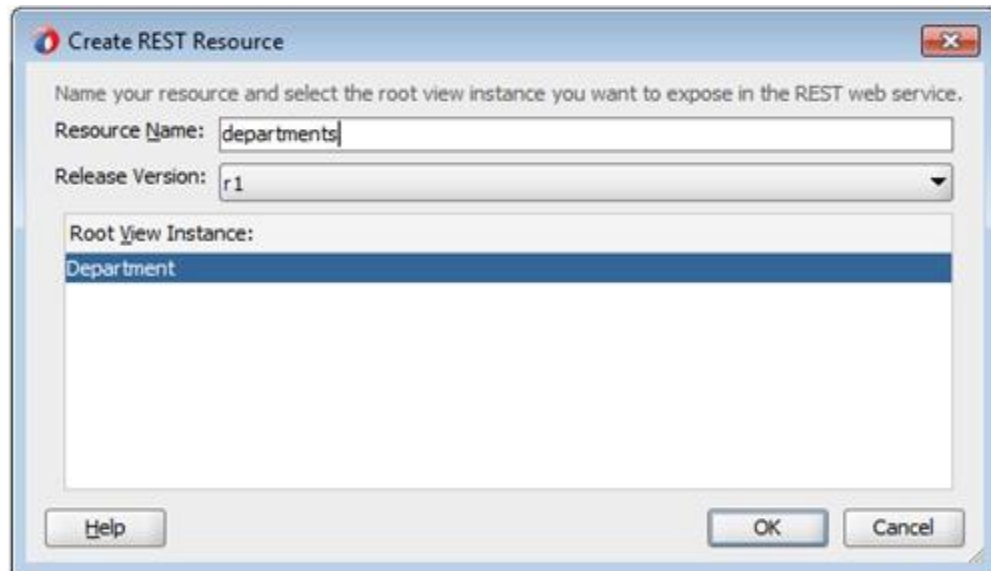 Create REST Resource
Name your resource and select the root view instance you want to expose in the REST web service.
Resource Name: departments
Release Version: r1
Root View Instance:
Department
Help OK Cancel